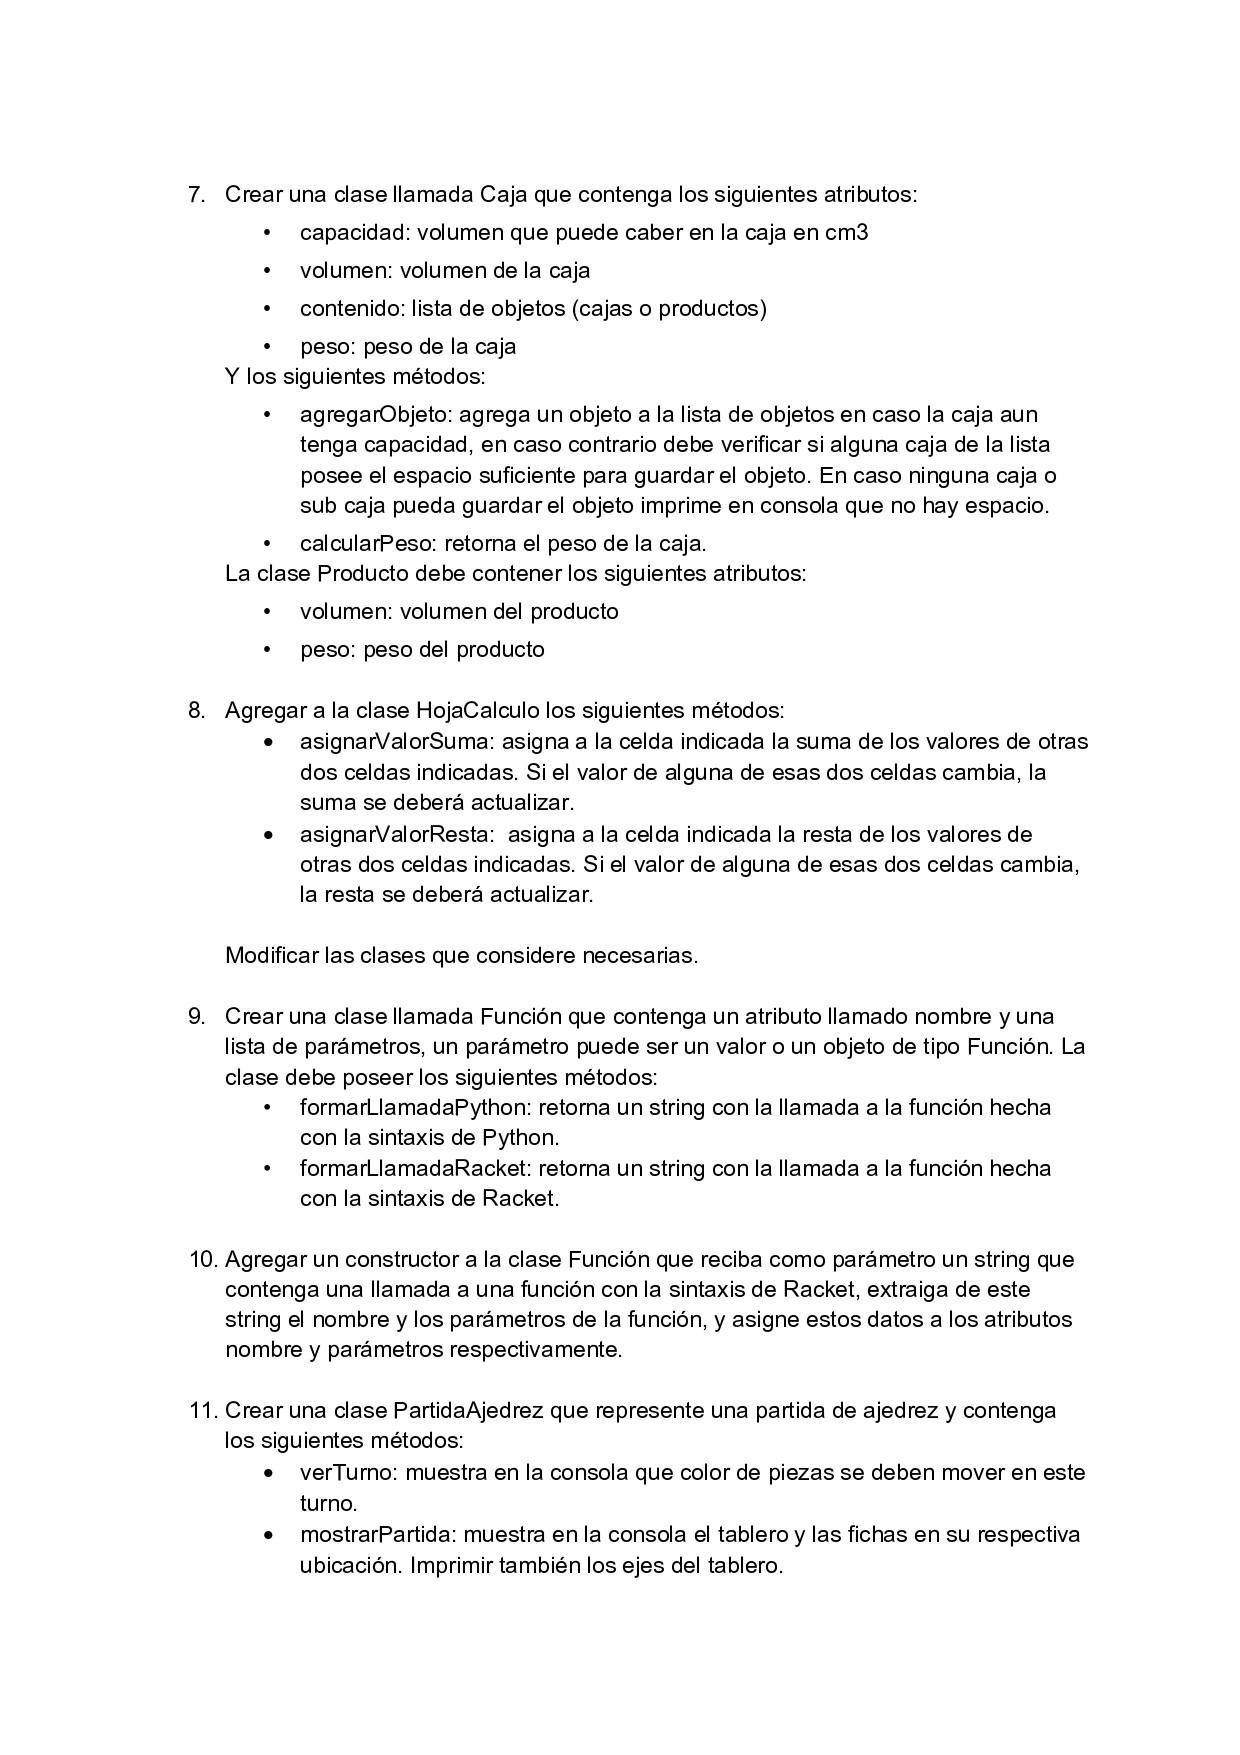 7. Crear una clase llamada Caja que contenga los siguientes atributos:
• capacidad: volumen que puede caber en la caja en cm3
• volumen: volumen de la caja
• contenido: lista de objetos (cajas o productos)
• peso: peso de la caja
Y los siguientes métodos:
• agregarObjeto: agrega un objeto a la lista de objetos en caso la caja aun
tenga capacidad, en caso contrario debe verificar si alguna caja de la lista
posee el espacio suficiente para guardar el objeto. En caso ninguna caja o
sub caja pueda guardar el objeto imprime en consola que no hay espacio.
• calcularPeso: retorna el peso de la caja.
La clase Producto debe contener los siguientes atributos:
• volumen: volumen del producto
• peso: peso del producto
8. Agregar a la clase HojaCalculo los siguientes métodos:
• asignarValorSuma: asigna a la celda indicada la suma de los valores de otras
dos celdas indicadas. Si el valor de alguna de esas dos celdas cambia, la
suma se deberá actualizar.
• asignarValorResta: asigna a la celda indicada la resta de los valores de
otras dos celdas indicadas. Si el valor de alguna de esas dos celdas cambia,
la resta se deberá actualizar.
Modificar las clases que considere necesarias.
9. Crear una clase llamada Función que contenga un atributo llamado nombre y una
lista de parámetros, un parámetro puede ser un valor o un objeto de tipo Función. La
clase debe poseer los siguientes métodos:
• formarLlamadaPython: retorna un string con la llamada a la función hecha
con la sintaxis de Python.
• formarLlamadaRacket: retorna un string con la llamada a la función hecha
con la sintaxis de Racket.
10. Agregar un constructor a la clase Función que reciba como parámetro un string que
contenga una llamada a una función con la sintaxis de Racket, extraiga de este
string el nombre y los parámetros de la función, y asigne estos datos a los atributos
nombre y parámetros respectivamente.
11. Crear una clase PartidaAjedrez que represente una partida de ajedrez y contenga
los siguientes métodos:
• verTurno: muestra en la consola que color de piezas se deben mover en este
turno.
• mostrarPartida: muestra en la consola el tablero y las fichas en su respectiva
ubicación. Imprimir también los ejes del tablero.